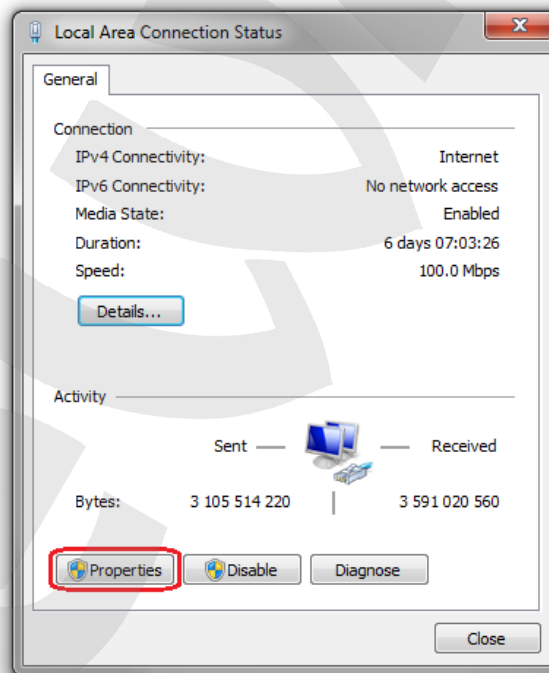 Local Area Connection Status
General
Connection
IPv4 Connectivity: Internet
IPv6 Connectivity: No network access
Media State: Enabled
Duration: 6 days 07:03:26
Speed: 100.0 Mbps
Details...
Activity
Sent Received
Bytes: 3 105 514 220 3 591 020 560
Properties Disable Diagnose
Close